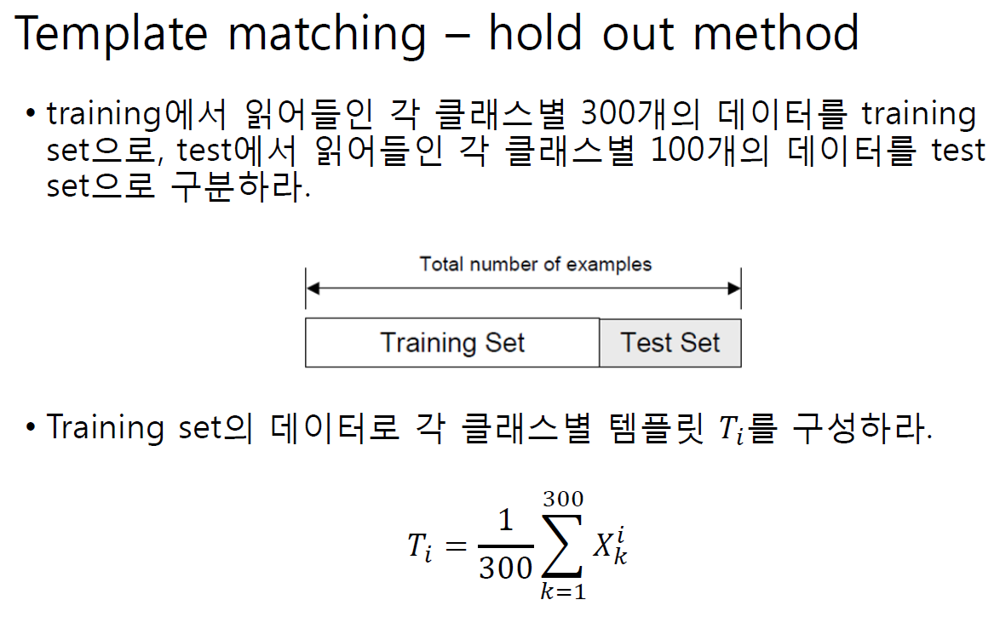 Template matching – hold out method
• training에서 읽어들인 각 클래스별 300개의 데이터를 training
set으로, test에서 읽어들인 각 클래스별 100개의 데이터를 test
set으로 구분하라.
Total number of examples
Training Set Test Set
• Training set의 데이터로 각 클래스별 템플릿 𝑇ᵢ를 구성하라.
𝑇ᵢ = \frac{1}{300} \sum_{k=1}^{300} X_k^i